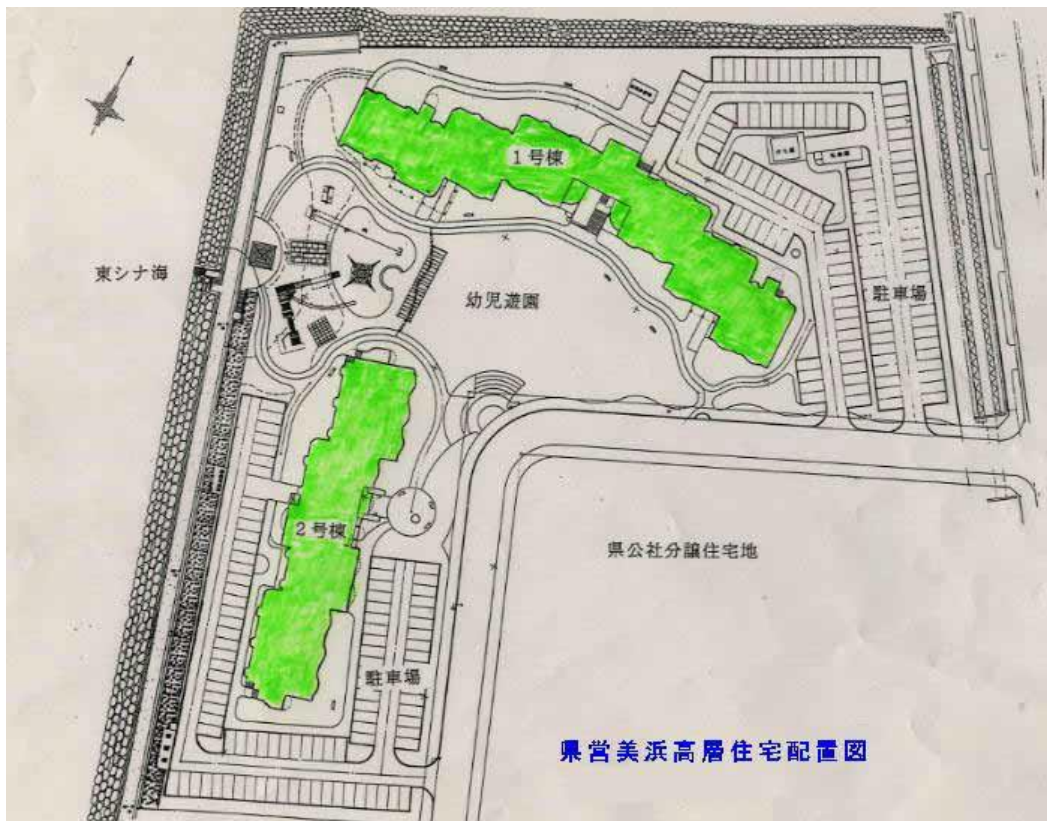 1号棟
東シナ海
幼児遊園
駐車場
2号棟
県公社分譲住宅地
駐車場
県営美浜高層住宅配置図